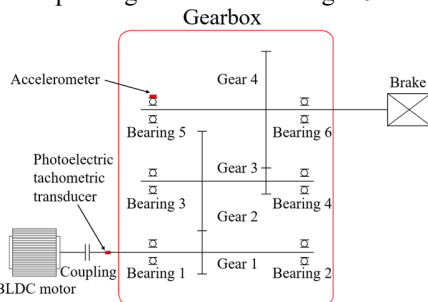 Gearbox
Gear 4
Accelerometer
Brake
Bearing 5
Bearing 6
Photoelectric
tachometric
transducer
Gear 3
Bearing 3
Bearing 4
Gear 2
Coupling
Bearing 1
Gear 1
Bearing 2
BLDC motor